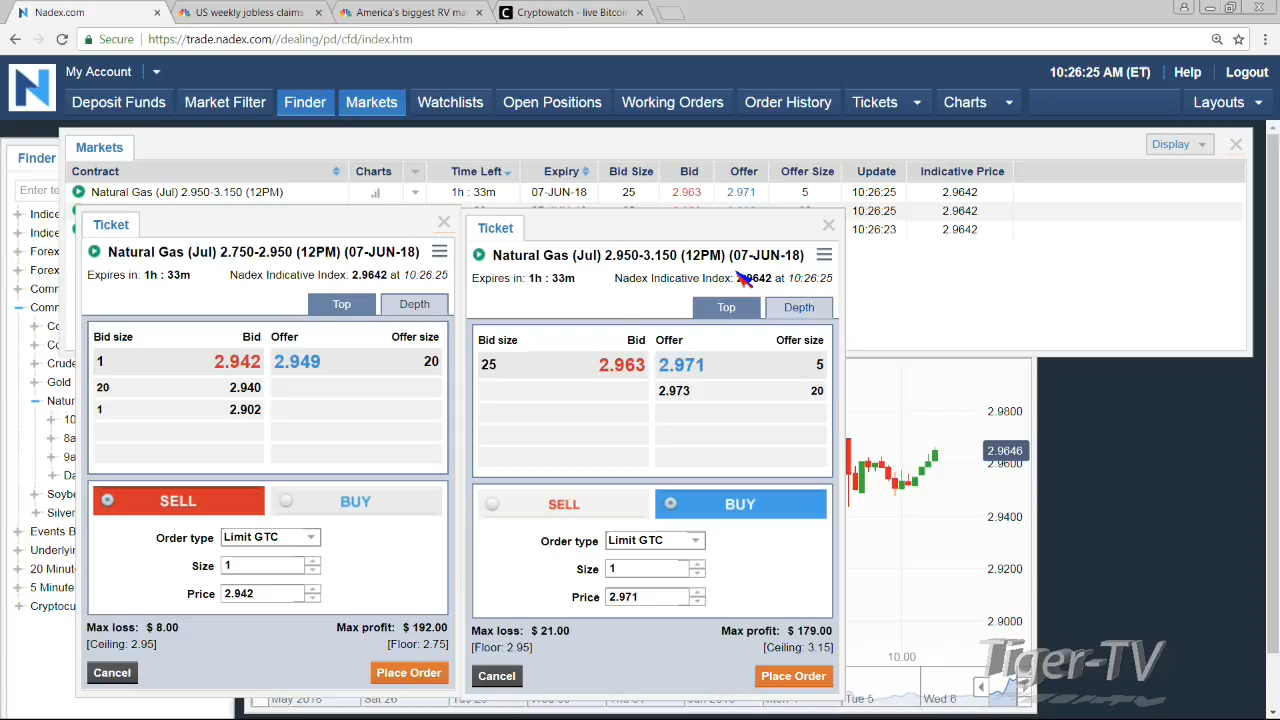 Nadex.com
US weekly jobless claims
America's biggest RV ma
Cryptowatch - live Bitcoin
Secure https://trade.nadex.com//dealing/pd/cfd/index.htm
My Account
10:26:25 AM (ET) Help Logout
Deposit Funds Market Filter Finder Markets Watchlists Open Positions Working Orders Order History Tickets Charts Layouts
Finder
Markets
Display
Contract Charts Time Left Expiry Bid Size Bid Offer Offer Size Update Indicative Price
Enter te
Natural Gas (Jul) 2.950-3.150 (12PM) 1h : 33m 07-JUN-18 25 2.963 2.971 5 10:26:25 2.9642
10:26:25 2.9642
10:26:23 2.9642
Indice
Indice
Forex
Forex
Comm
Comm
Co
Co
Crude
Gold
Natur
10
8a
9a
Da
Soybe
Silver
Events B
Underlyin
20 Minute
5 Minute
Cryptocu
Ticket
Natural Gas (Jul) 2.750-2.950 (12PM) (07-JUN-18)
Expires in: 1h : 33m Nadex Indicative Index: 2.9642 at 10:26:25
Top Depth
Bid size Bid Offer Offer size
1 2.942 2.949 20
20 2.940
1 2.902
SELL BUY
Order type Limit GTC
Size 1
Price 2.942
Max loss: $ 8.00 Max profit: $ 192.00
[Ceiling: 2.95] [Floor: 2.75]
Cancel Place Order
Ticket
Natural Gas (Jul) 2.950-3.150 (12PM) (07-JUN-18)
Expires in: 1h : 33m Nadex Indicative Index: 2.9642 at 10:26:25
Top Depth
Bid size Bid Offer Offer size
25 2.963 2.971 5
2.973 20
SELL BUY
Order type Limit GTC
Size 1
Price 2.971
Max loss: $ 21.00 Max profit: $ 179.00
[Floor: 2.95] [Ceiling: 3.15]
Cancel Place Order
2.9800
2.9646
2.9600
2.9400
2.9200
2.9000
10.00
Tiger-TV
May 2018 Sat 26 Tue 5 Wed 6